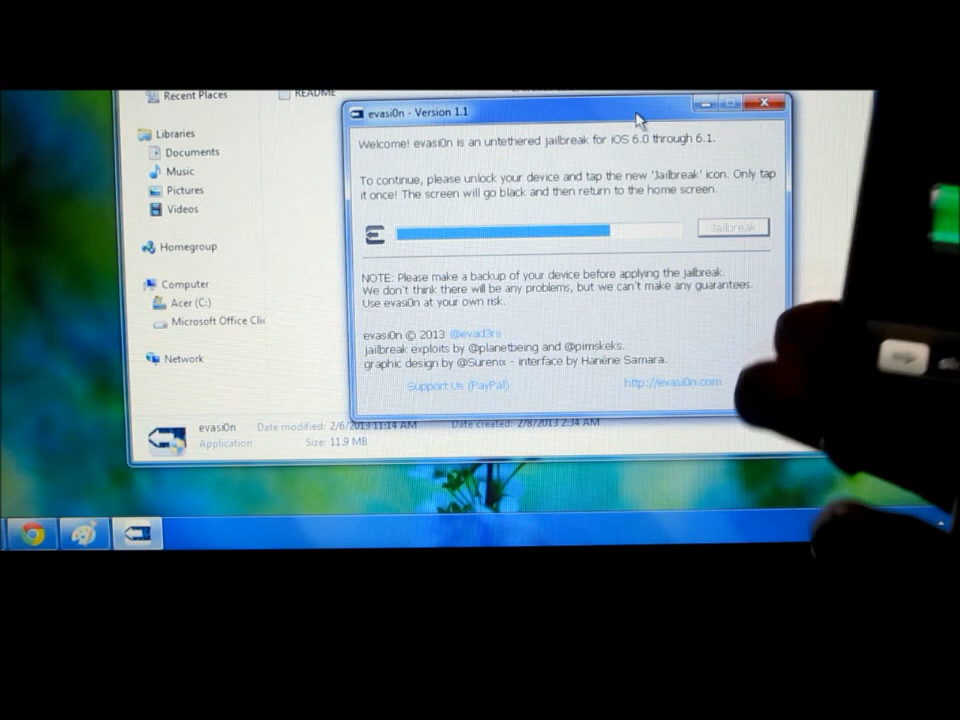 Recent Places
README
Libraries
Documents
Music
Pictures
Videos
Homegroup
Computer
Acer (C:)
Microsoft Office Clic
Network
evasi0n - Version 1.1
Welcome! evasi0n is an untethered jailbreak for iOS 6.0 through 6.1.
To continue, please unlock your device and tap the new 'Jailbreak' icon. Only tap
it once! The screen will go black and then return to the home screen.
Jailbreak
NOTE: Please make a backup of your device before applying the jailbreak.
We don't think there will be any problems, but we can't make any guarantees.
Use evasi0n at your own risk.
evasi0n © 2013 @evad3rs
jailbreak exploits by @planetbeing and @pimskeks.
graphic design by @Surenix - interface by Hanéne Samara.
Support Us (PayPal)
http://evasi0n.com
evasi0n Date modified: 2/6/2013 11:14 AM Date created: 2/8/2013 2:34 AM
Application Size: 11.9 MB